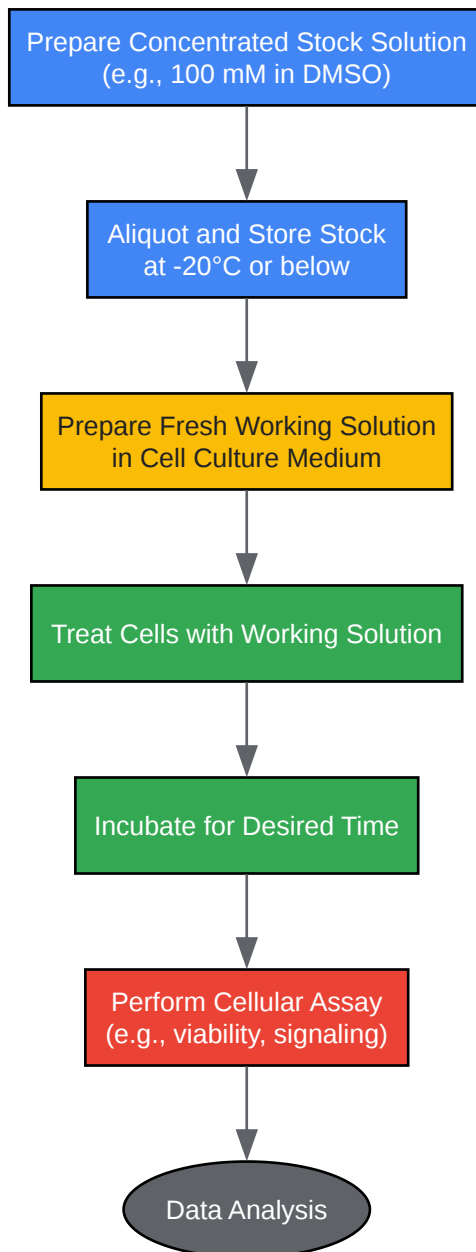 Prepare Concentrated Stock Solution
(e.g., 100 mM in DMSO)
Aliquot and Store Stock
at -20°C or below
Prepare Fresh Working Solution
in Cell Culture Medium
Treat Cells with Working Solution
Incubate for Desired Time
Perform Cellular Assay
(e.g., viability, signaling)
Data Analysis